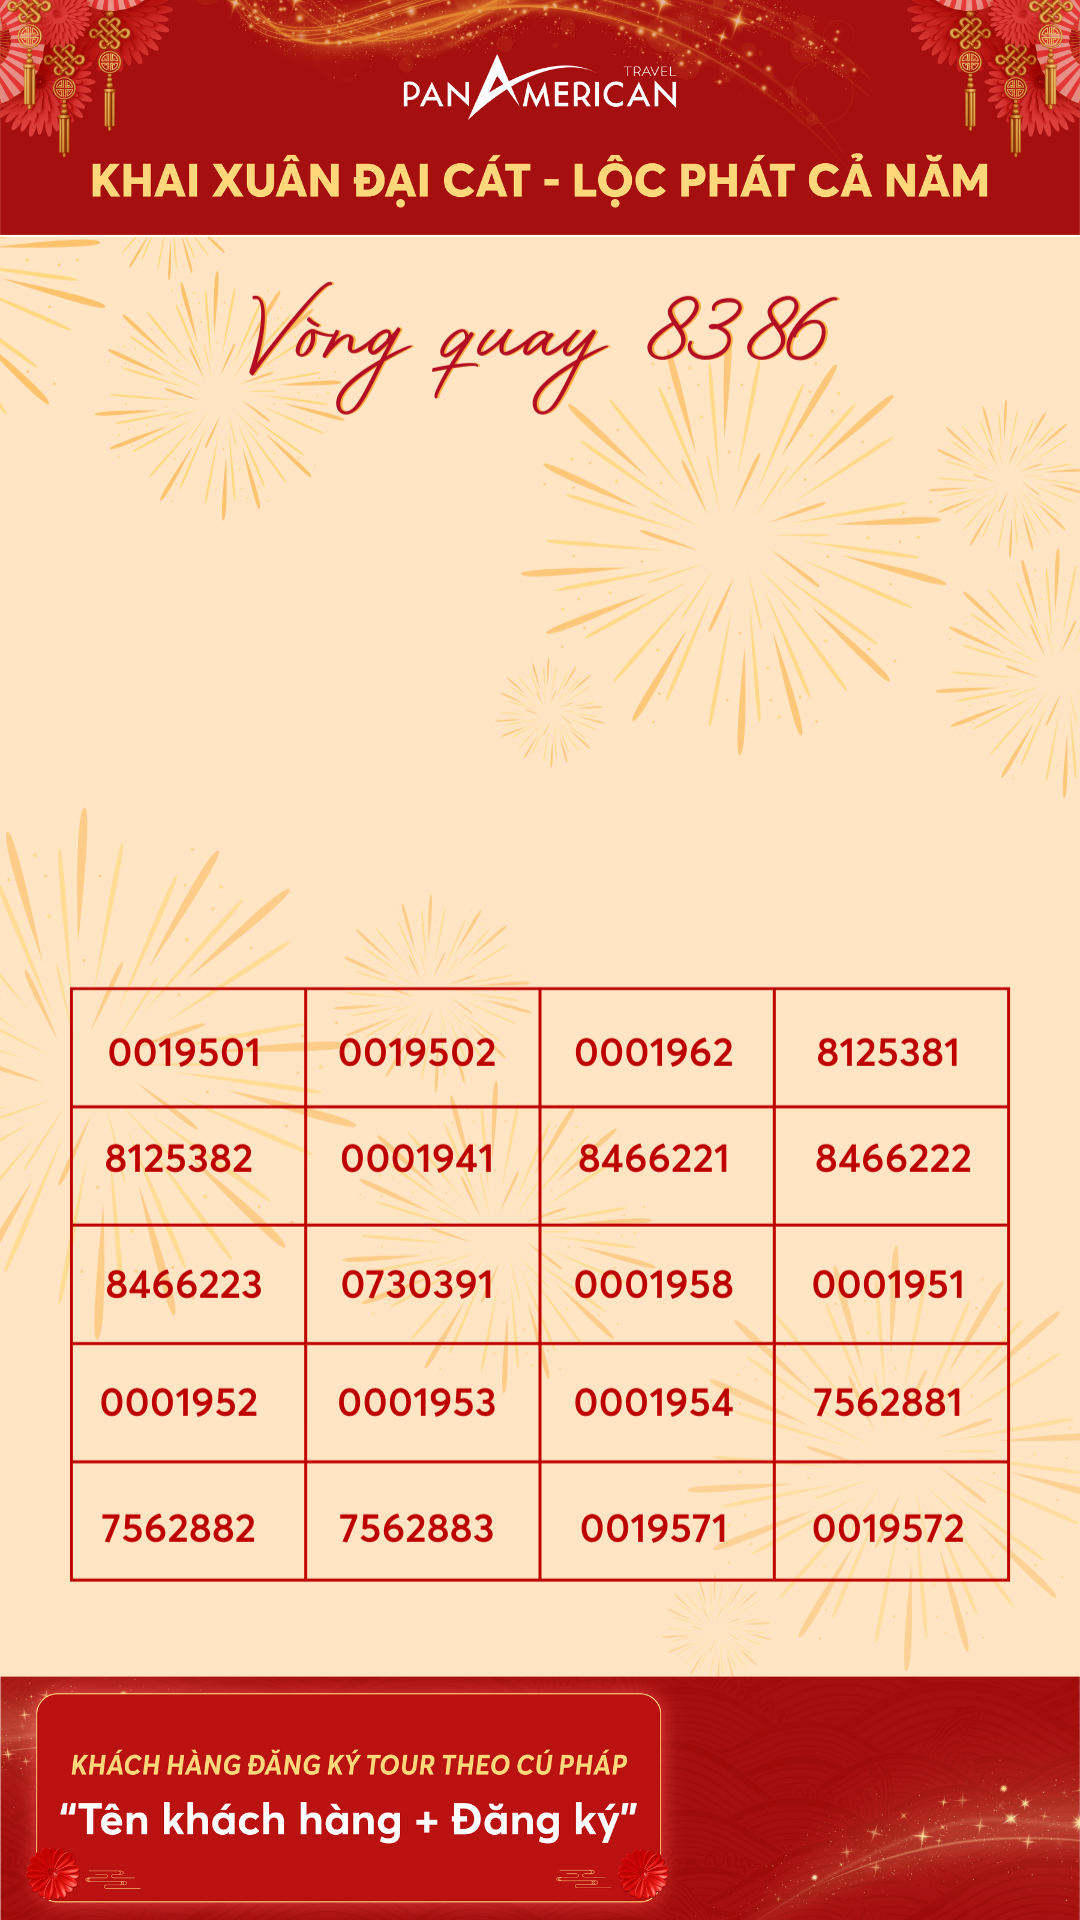 TRAVEL
PANAMERICAN
KHAI XUÂN ĐẠI CÁT - LỘC PHÁT CẢ NĂM
Vòng quay 8386
0019501 0019502 0001962 8125381
8125382 0001941 8466221 8466222
8466223 0730391 0001958 0001951
0001952 0001953 0001954 7562881
7562882 7562883 0019571 0019572
KHÁCH HÀNG ĐĂNG KÝ TOUR THEO CÚ PHÁP
“Tên khách hàng + Đăng ký”